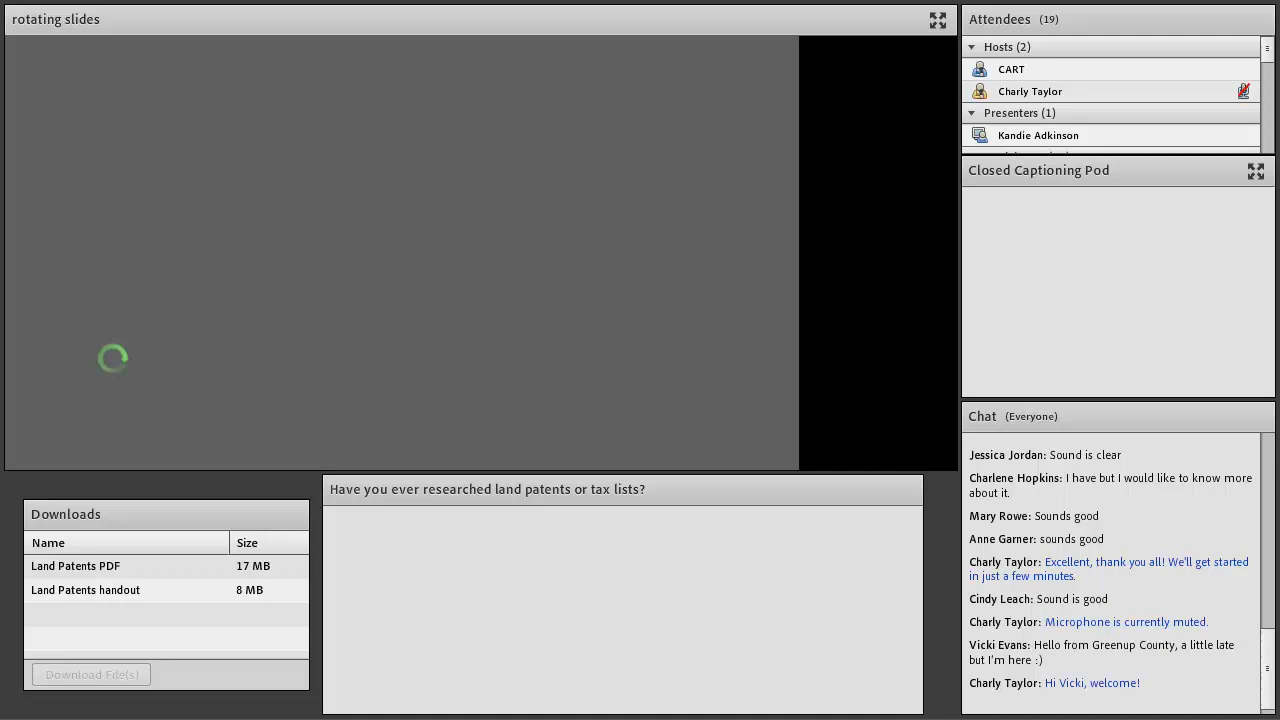 rotating slides
Attendees (19)
Hosts (2)
CART
Charly Taylor
Presenters (1)
Kandie Adkinson
Closed Captioning Pod
Chat (Everyone)
Jessica Jordan: Sound is clear
Charlene Hopkins: I have but I would like to know more
about it.
Mary Rowe: Sounds good
Anne Garner: sounds good
Charly Taylor: Excellent, thank you all! We'll get started
in just a few minutes.
Cindy Leach: Sound is good
Charly Taylor: Microphone is currently muted.
Vicki Evans: Hello from Greenup County, a little late
but I'm here :)
Charly Taylor: Hi Vicki, welcome!
Have you ever researched land patents or tax lists?
Downloads
Name Size
Land Patents PDF 17 MB
Land Patents handout 8 MB
Download File(s)